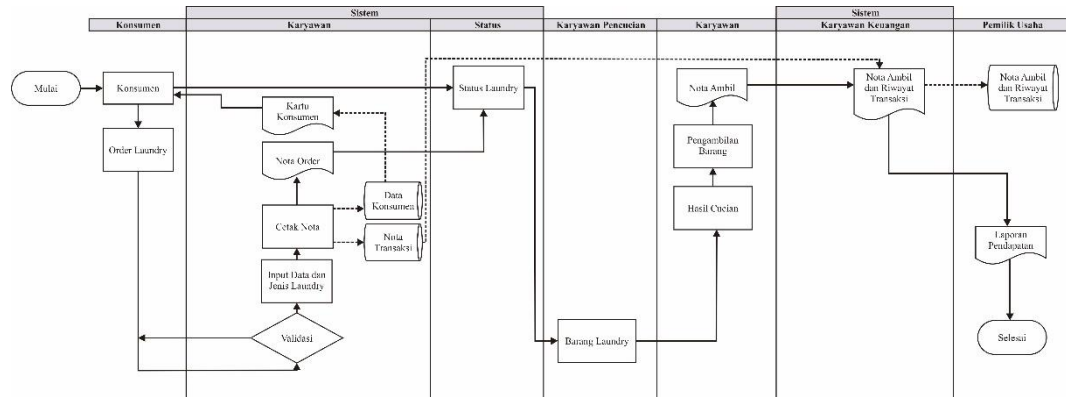 Sistem
Sistem
Konsumen
Karyawan
Status
Karyawan Pencucian
Karyawan
Karyawan Keuangan
Pemilik Usaha
Mulai
Konsumen
Order Laundry
Kartu
Konsumen
Nota Order
Data
Konsumen
Cetak Nota
Nota
Transaksi
Input Data dan
Jenis Laundry
Validasi
Status Laundry
Barang Laundry
Nota Ambil
Pengambilan
Barang
Hasil Cucian
Nota Ambil
dan Riwayat
Transaksi
Nota Ambil
dan Riwayat
Transaksi
Laporan
Pendapatan
Selesai